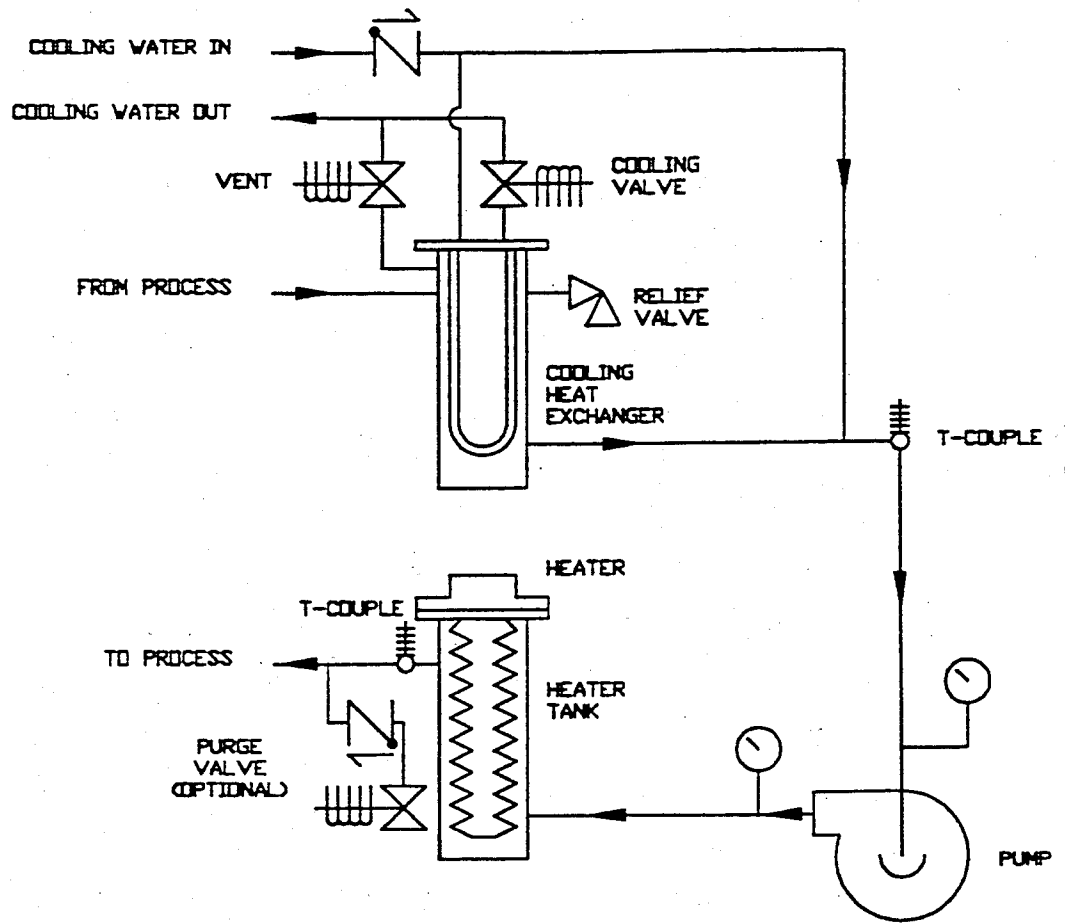 COOLING WATER IN
COOLING WATER OUT
VENT
COOLING
VALVE
FROM PROCESS
RELIEF
VALVE
COOLING
HEAT
EXCHANGER
T-COUPLE
HEATER
T-COUPLE
TO PROCESS
HEATER
TANK
PURGE
VALVE
(OPTIONAL)
PUMP